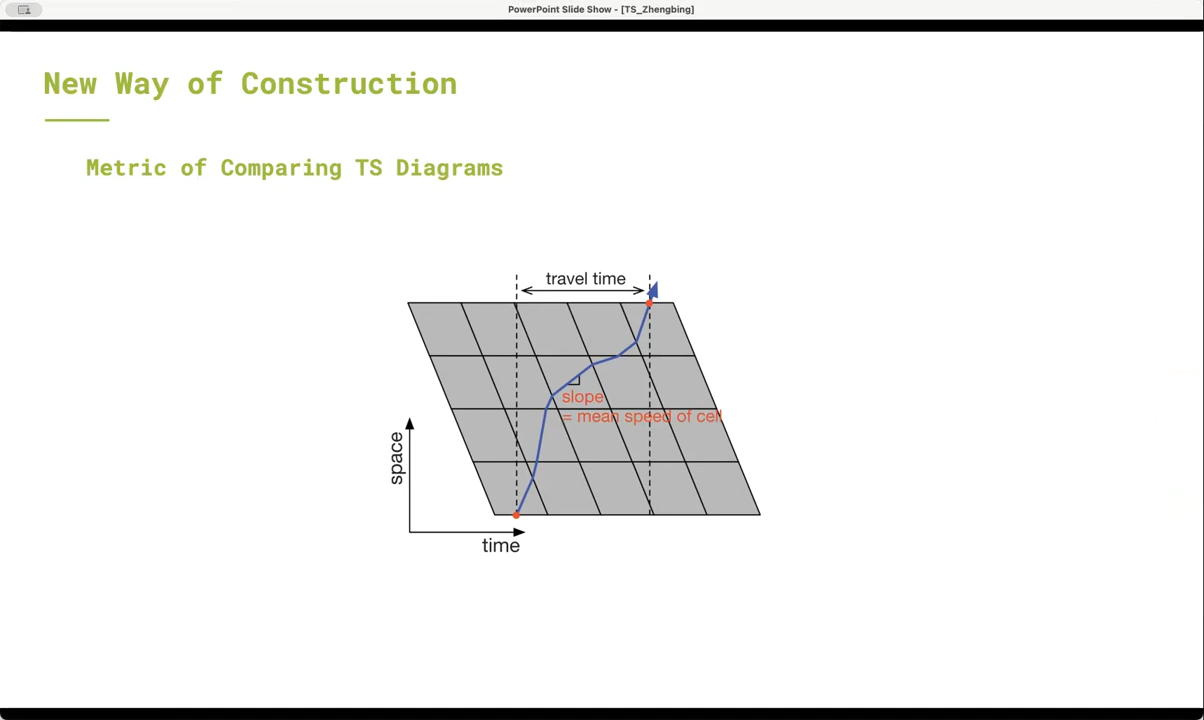 PowerPoint Slide Show - [TS_Zhengbing]
New Way of Construction
Metric of Comparing TS Diagrams
travel time
slope
= mean speed of cell
space
time